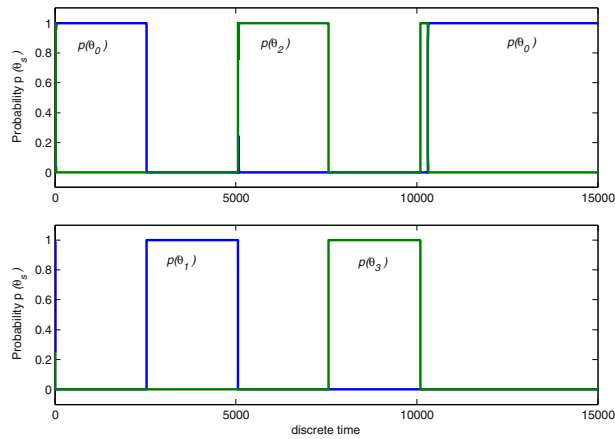 Probability p (θs)
1
0.8
0.6
0.4
0.2
0
p(θ0)
p(θ2)
p(θ0)
0
5000
10000
15000
Probability p (θs)
1
0.8
0.6
0.4
0.2
0
p(θ1)
p(θ3)
0
5000
10000
15000
discrete time